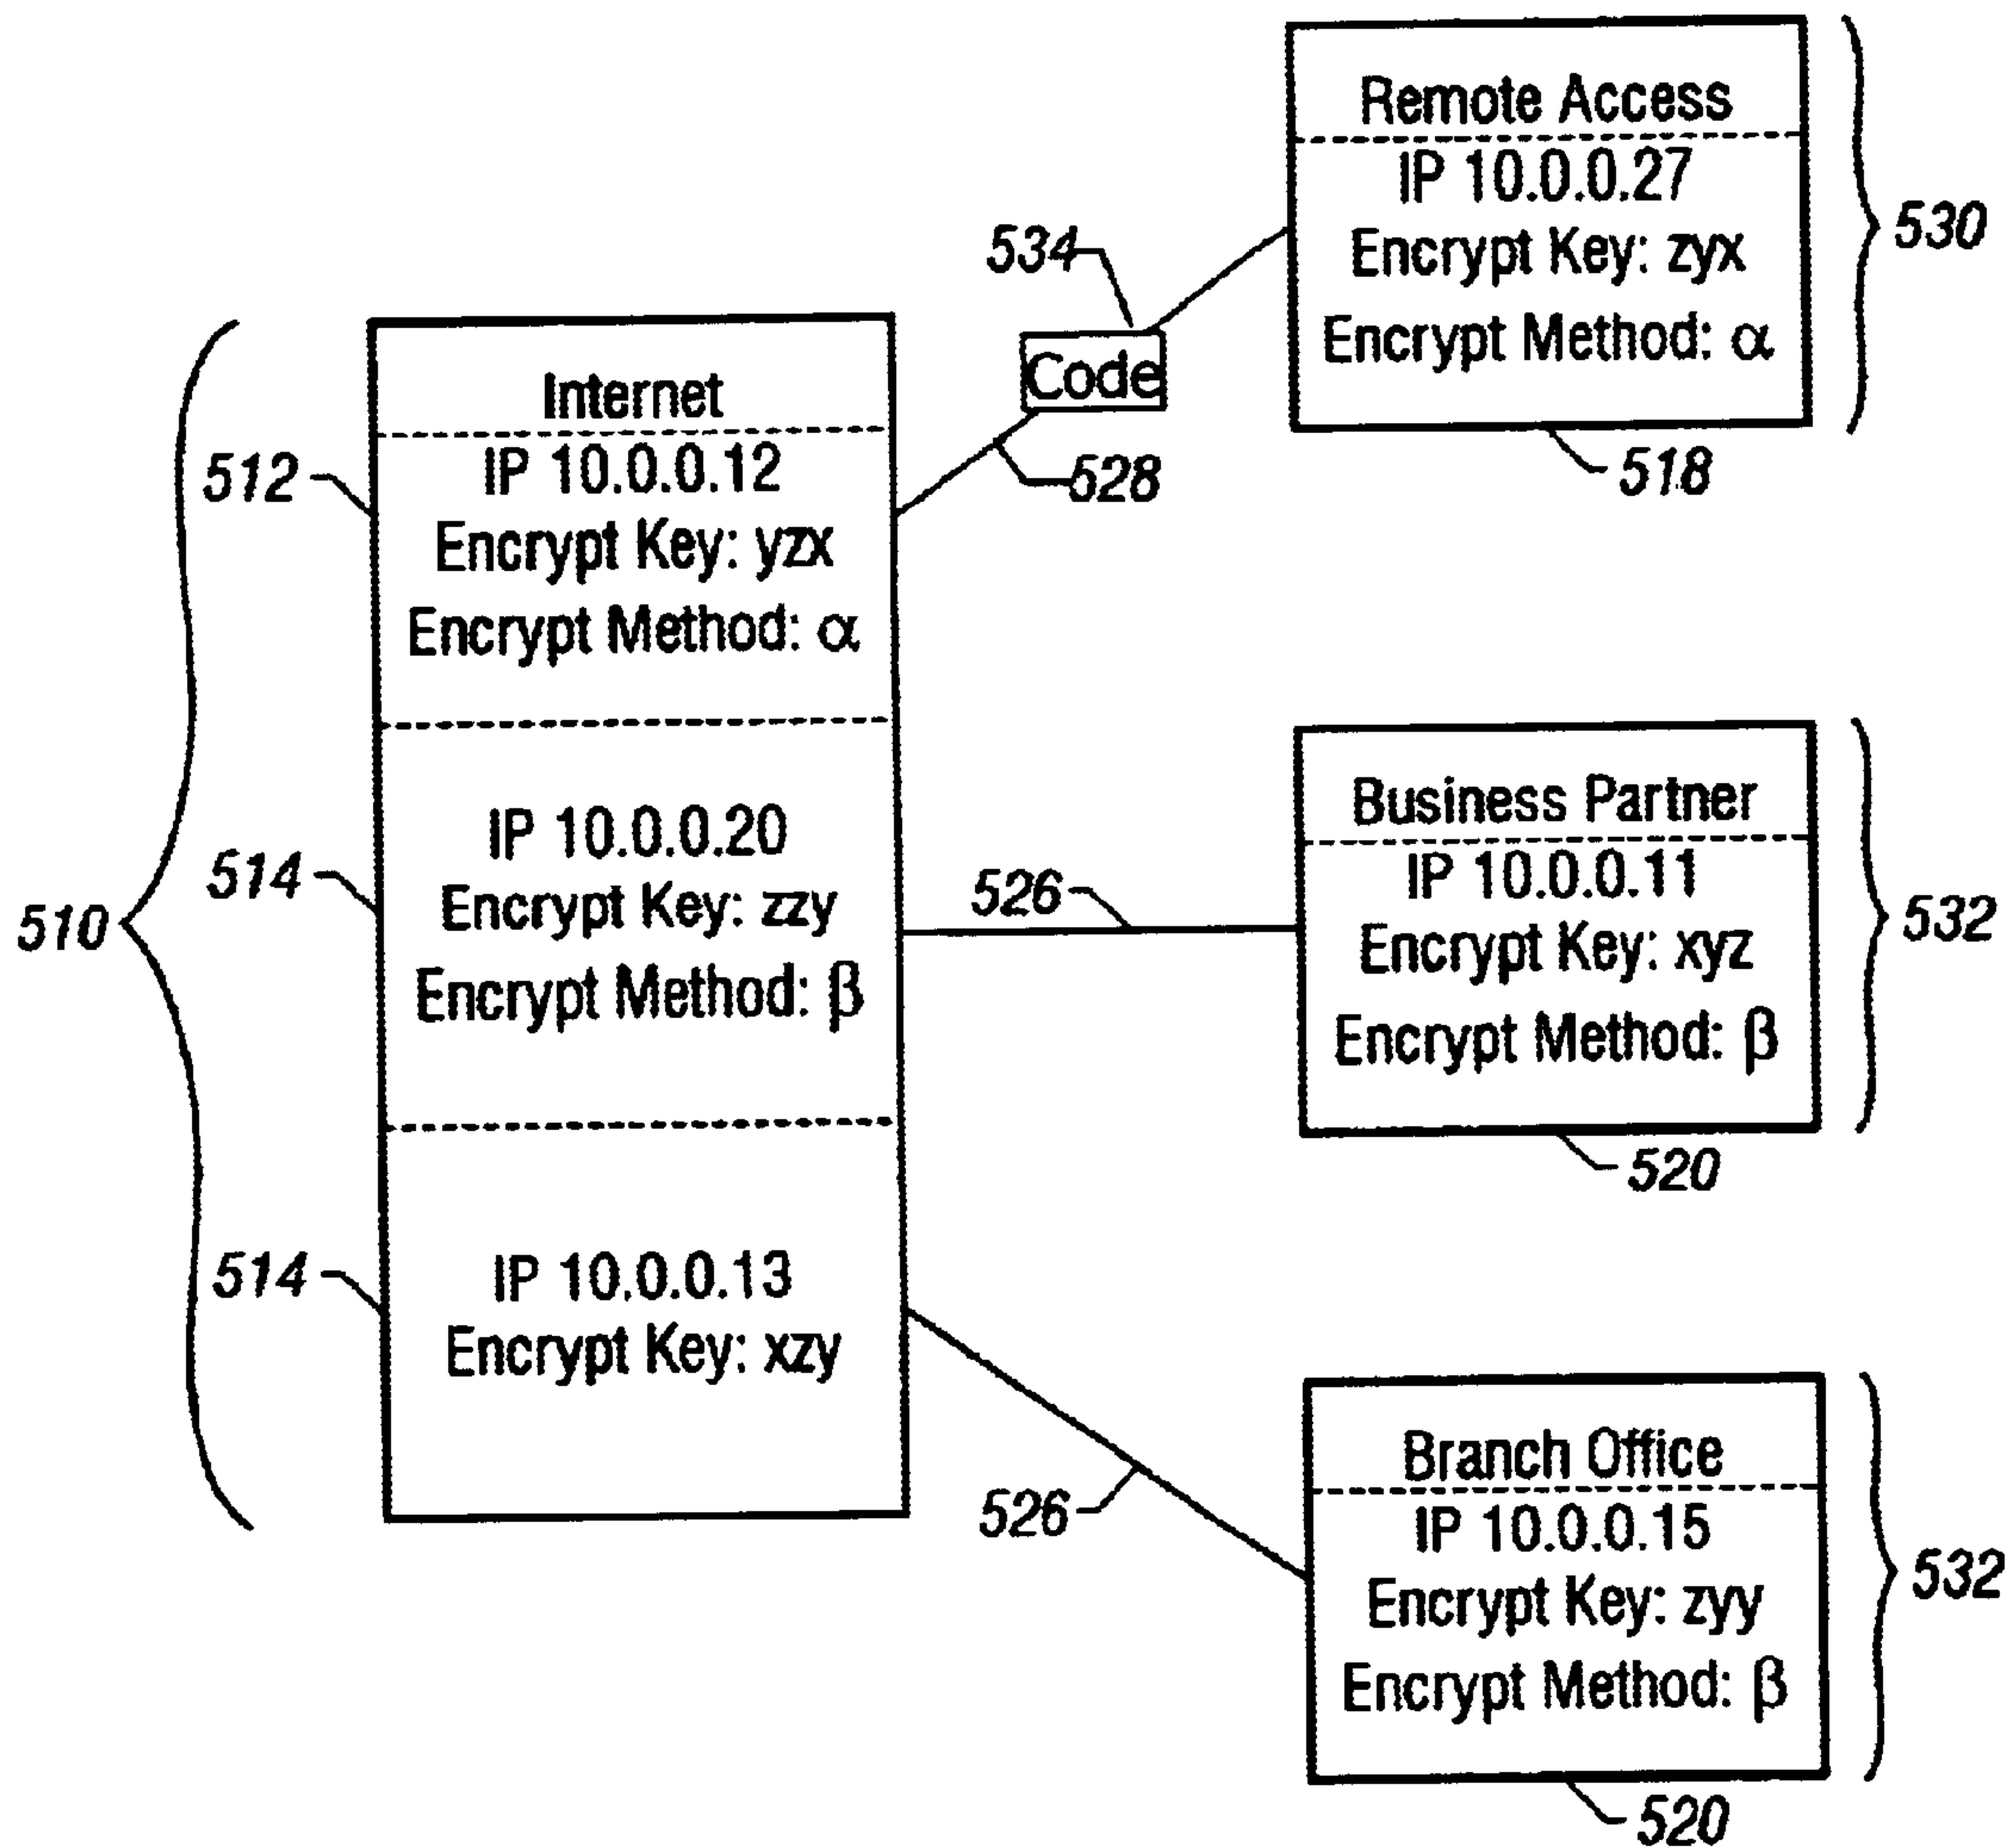 Remote Access
IP 10.0.0.27
Encrypt Key: zyx
Encrypt Method: α
530
518
534
Code
528
Internet
IP 10.0.0.12
Encrypt Key: yzx
Encrypt Method: α
512
IP 10.0.0.20
Encrypt Key: zzy
Encrypt Method: β
514
510
526
Business Partner
IP 10.0.0.11
Encrypt Key: xyz
Encrypt Method: β
532
520
IP 10.0.0.13
Encrypt Key: xzy
514
526
Branch Office
IP 10.0.0.15
Encrypt Key: zyy
Encrypt Method: β
532
520